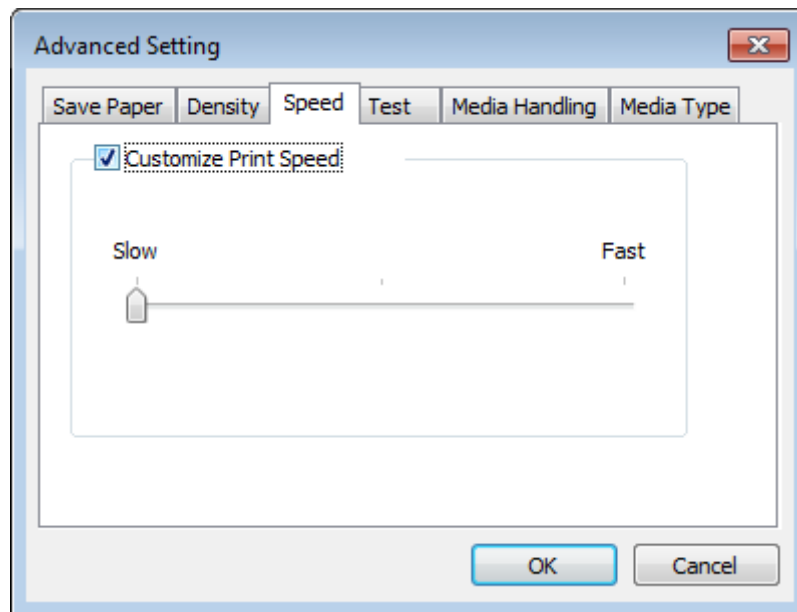 Advanced Setting
Save Paper Density Speed Test Media Handling Media Type
Customize Print Speed
Slow Fast
OK Cancel